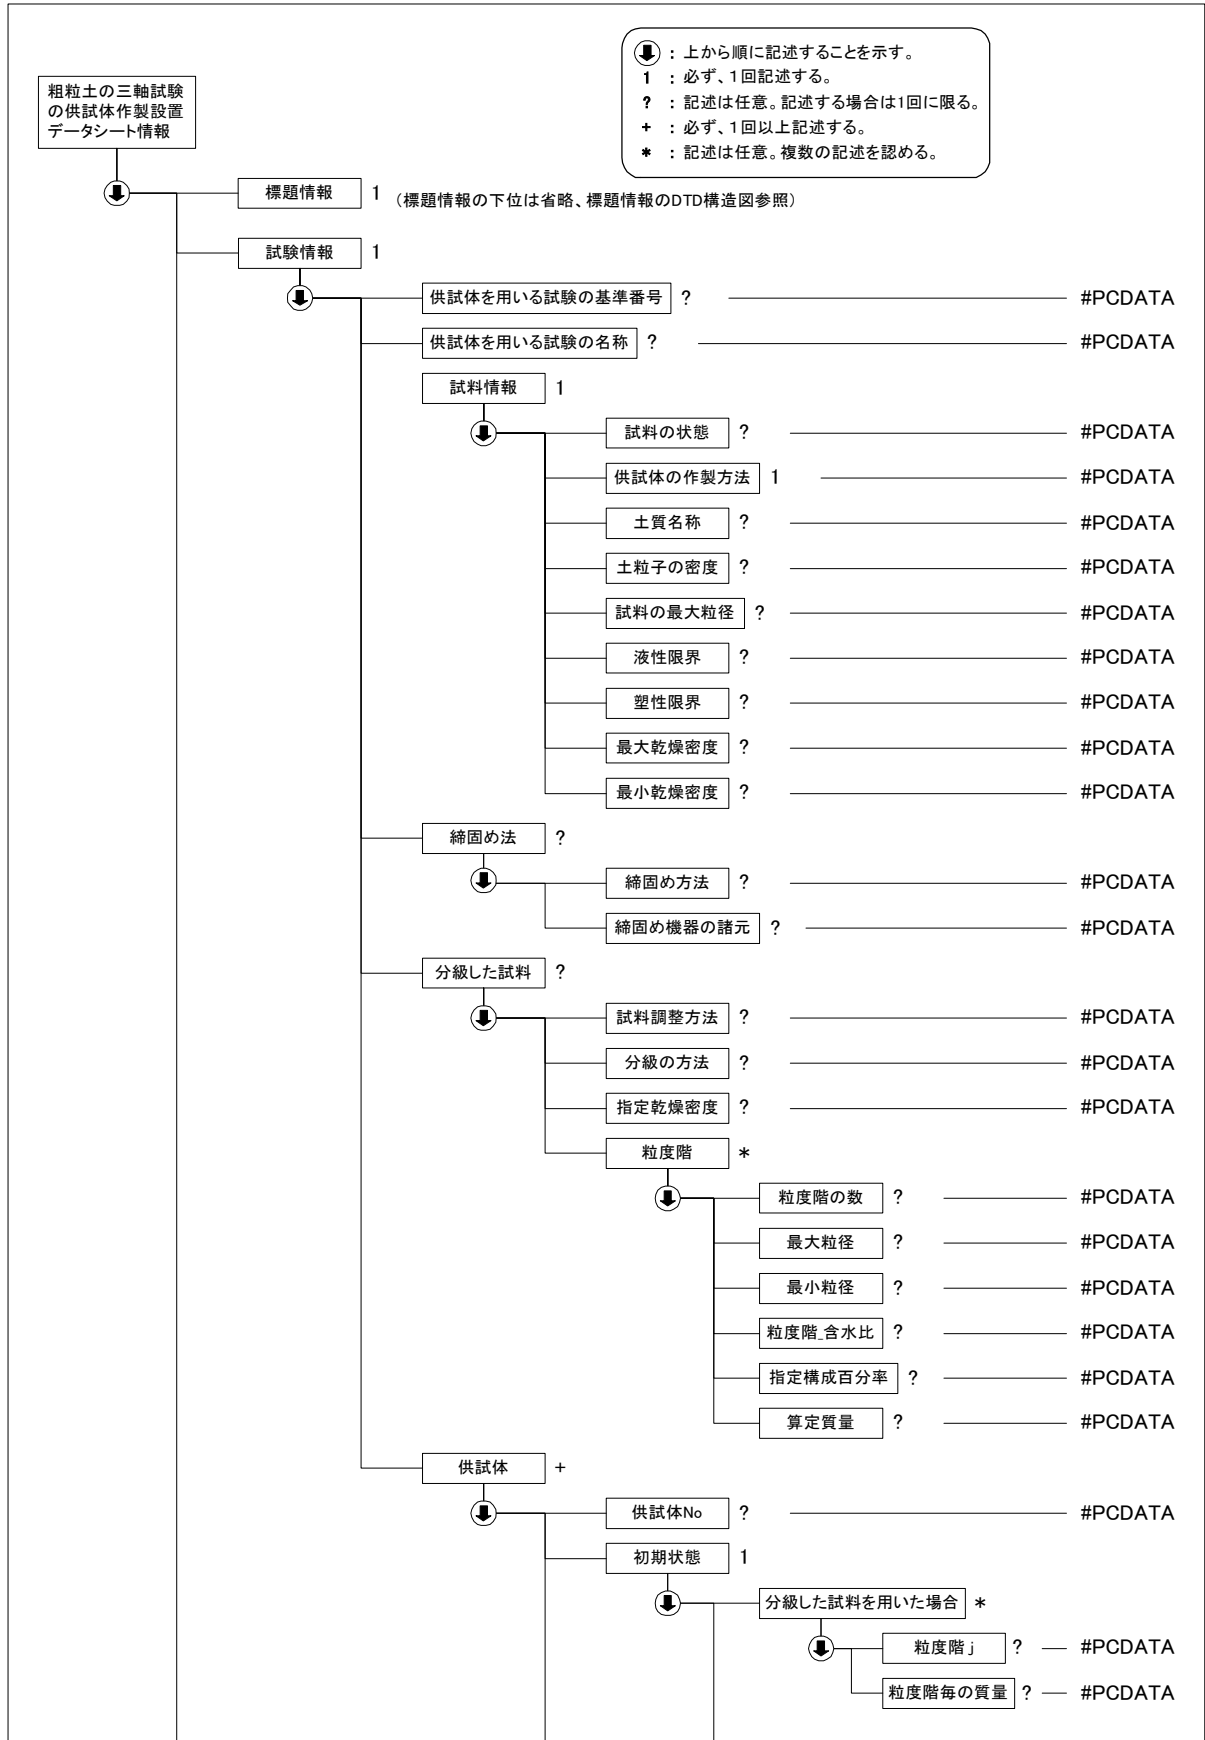 ：上から順に記述することを示す。
1 ：必ず、1回記述する。
? ：記述は任意。記述する場合は1回に限る。
+ ：必ず、1回以上記述する。
* ：記述は任意。複数の記述を認める。
粗粒土の三軸試験
の供試体作製設置
データシート情報
標題情報 1 （標題情報の下位は省略、標題情報のDTD構造図参照）
試験情報 1
供試体を用いる試験の基準番号 ? #PCDATA
供試体を用いる試験の名称 ? #PCDATA
試料情報 1
試料の状態 ? #PCDATA
供試体の作製方法 1 #PCDATA
土質名称 ? #PCDATA
土粒子の密度 ? #PCDATA
試料の最大粒径 ? #PCDATA
液性限界 ? #PCDATA
塑性限界 ? #PCDATA
最大乾燥密度 ? #PCDATA
最小乾燥密度 ? #PCDATA
締固め法 ?
締固め方法 ? #PCDATA
締固め機器の諸元 ? #PCDATA
分級した試料 ?
試料調整方法 ? #PCDATA
分級の方法 ? #PCDATA
指定乾燥密度 ? #PCDATA
粒度階 *
粒度階の数 ? #PCDATA
最大粒径 ? #PCDATA
最小粒径 ? #PCDATA
粒度階_含水比 ? #PCDATA
指定構成百分率 ? #PCDATA
算定質量 ? #PCDATA
供試体 +
供試体No ? #PCDATA
初期状態 1
分級した試料を用いた場合 *
粒度階ｊ ? #PCDATA
粒度階毎の質量 ? #PCDATA